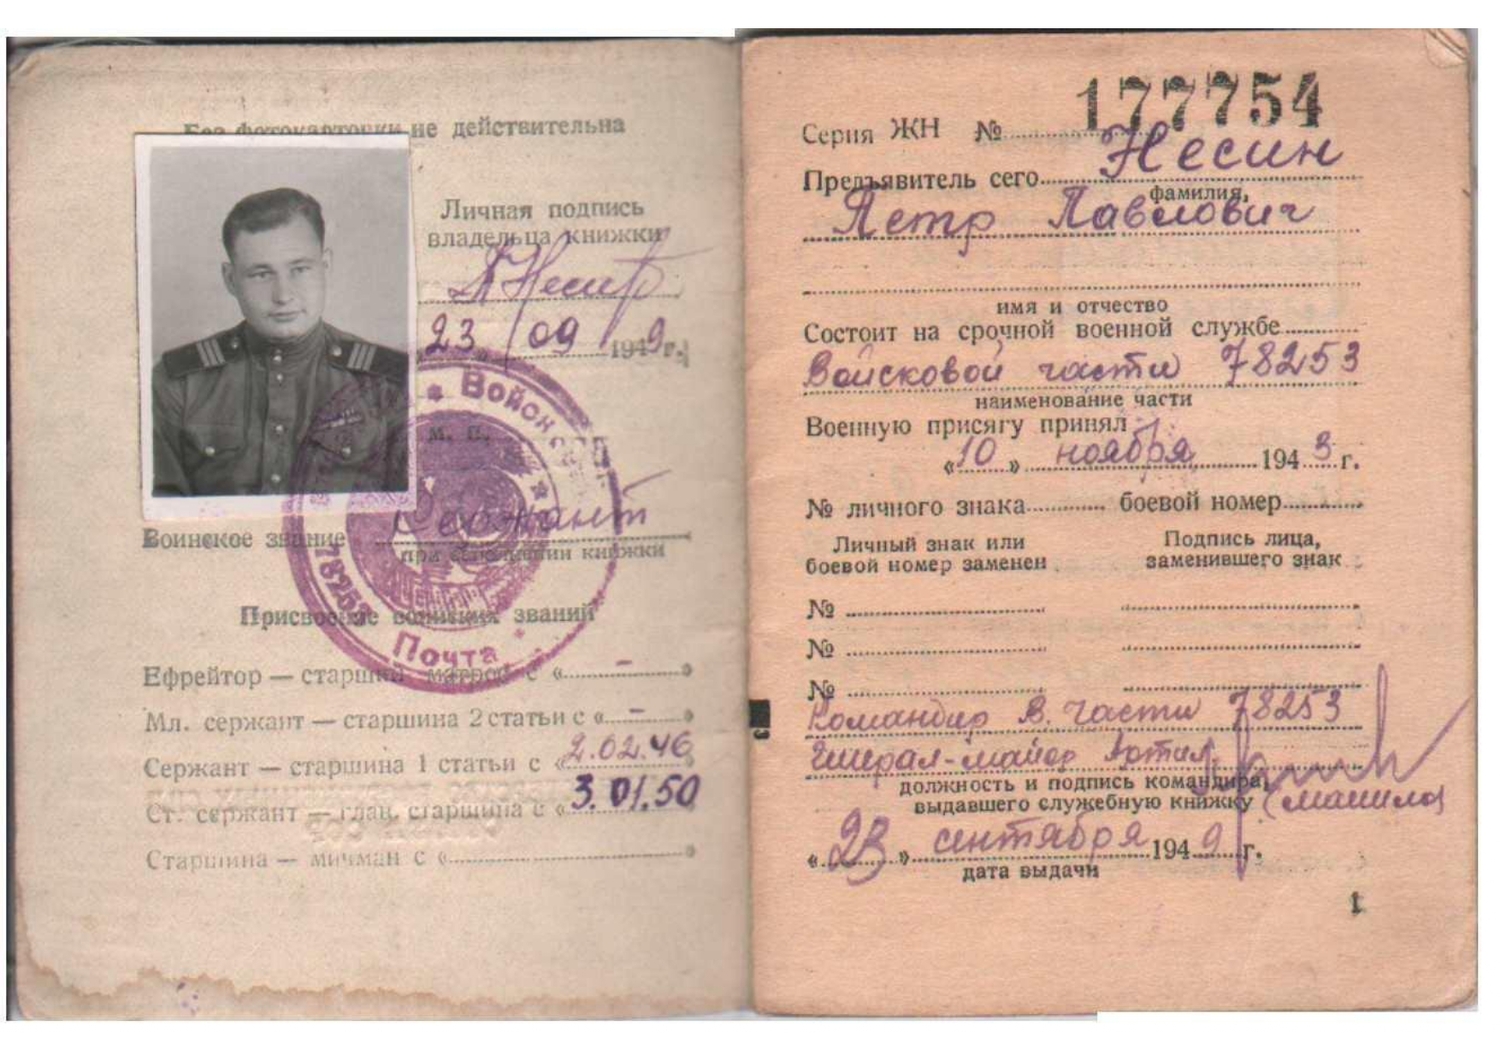 Без фотокарточки не действительна
Личная подпись
владельца книжки
П Несин
23 / 09 1949 г.
* Войсковая
м. п.
78253
Почта
Сержант
Воинское звание
при заполнении книжки
Присвоение воинских званий
Ефрейтор — старший матрос с «–»
Мл. сержант — старшина 2 статьи с «–»
Сержант — старшина 1 статьи с «2.02.46
Ст. сержант — глав. старшина с «3.01.50
Старшина — мичман с «»
Серия ЖН № 177754
Предъявитель сего Несин
фамилия,
Петр Павлович
имя и отчество
Состоит на срочной военной службе
Войсковой части 78253
наименование части
Военную присягу принял
«10» ноября 1943 г.
№ личного знака боевой номер
Личный знак или
боевой номер заменен
Подпись лица,
заменившего знак
№
№
№
Командир в. части 78253
Генерал-майор Артил.
должность и подпись командира,
выдавшего служебную книжку
«23» сентября 1949 г.
дата выдачи
1